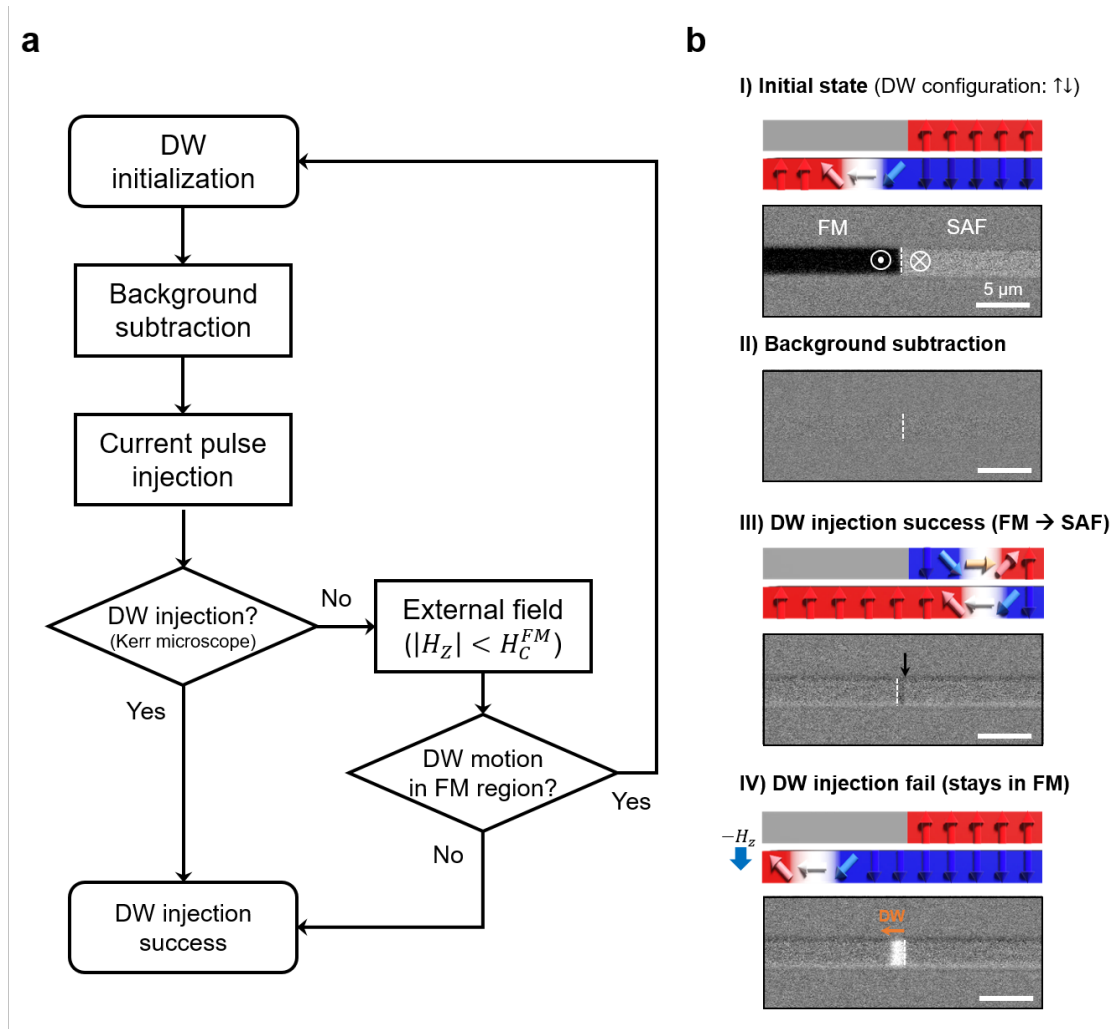 a
DW
initialization
Background
subtraction
Current pulse
injection
DW injection?
(Kerr microscope)
No
Yes
External field
(|H_Z| < H_C^{FM})
DW motion
in FM region?
Yes
No
DW injection
success
b
I) Initial state (DW configuration: ↑↓)
FM
SAF
5 μm
II) Background subtraction
III) DW injection success (FM → SAF)
IV) DW injection fail (stays in FM)
−H_z
DW